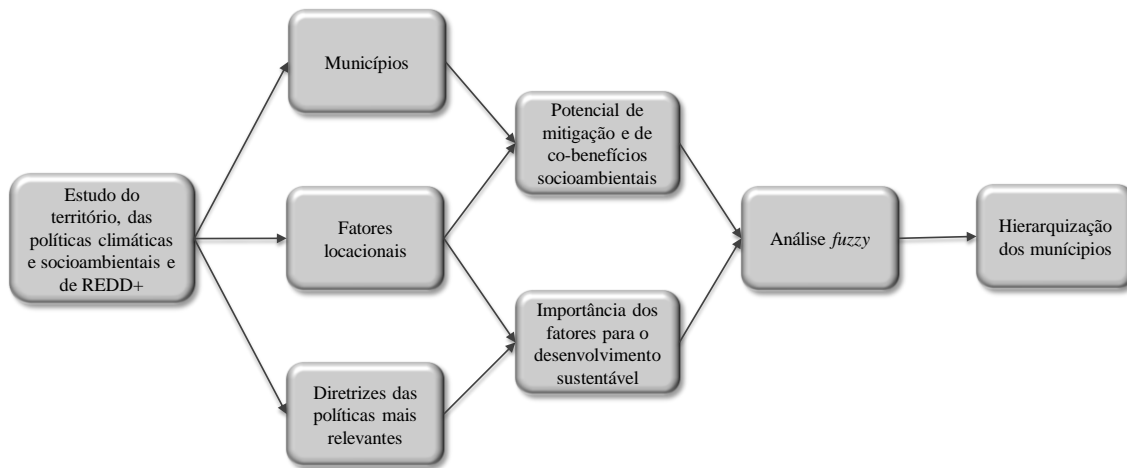 Estudo do
território, das
políticas climáticas
e socioambientais e
de REDD+
Municípios
Fatores
locacionais
Diretrizes das
políticas mais
relevantes
Potencial de
mitigação e de
co-benefícios
socioambientais
Importância dos
fatores para o
desenvolvimento
sustentável
Análise fuzzy
Hierarquização
dos munícipios